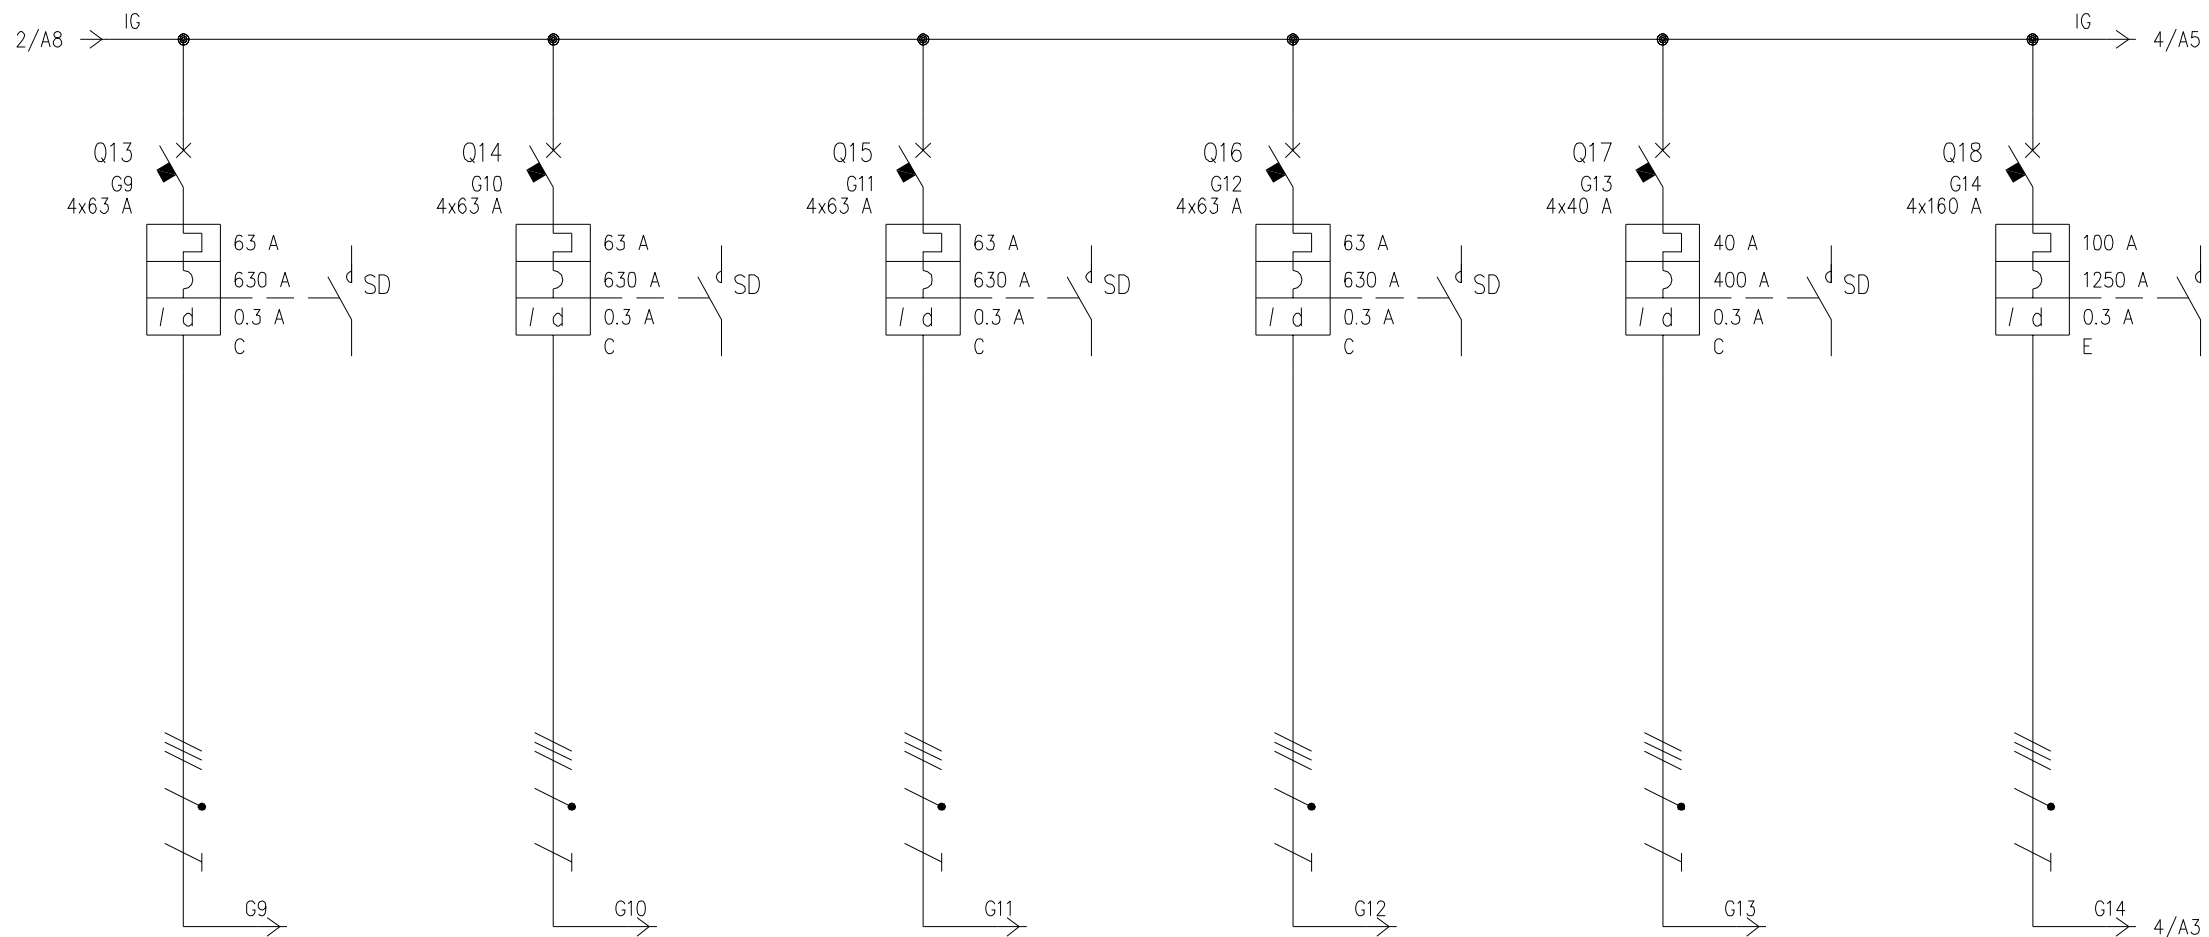 IG IG
2/A8 4/A5
Q13 Q14 Q15 Q16 Q17 Q18
G9 G10 G11 G12 G13 G14
4x63 A 4x63 A 4x63 A 4x63 A 4x40 A 4x160 A
63 A 63 A 63 A 63 A 40 A 100 A
630 A SD 630 A SD 630 A SD 630 A SD 400 A SD 1250 A
I d 0.3 A I d 0.3 A I d 0.3 A I d 0.3 A I d 0.3 A I d 0.3 A
C C C C C E
G9 G10 G11 G12 G13 G14
4/A3